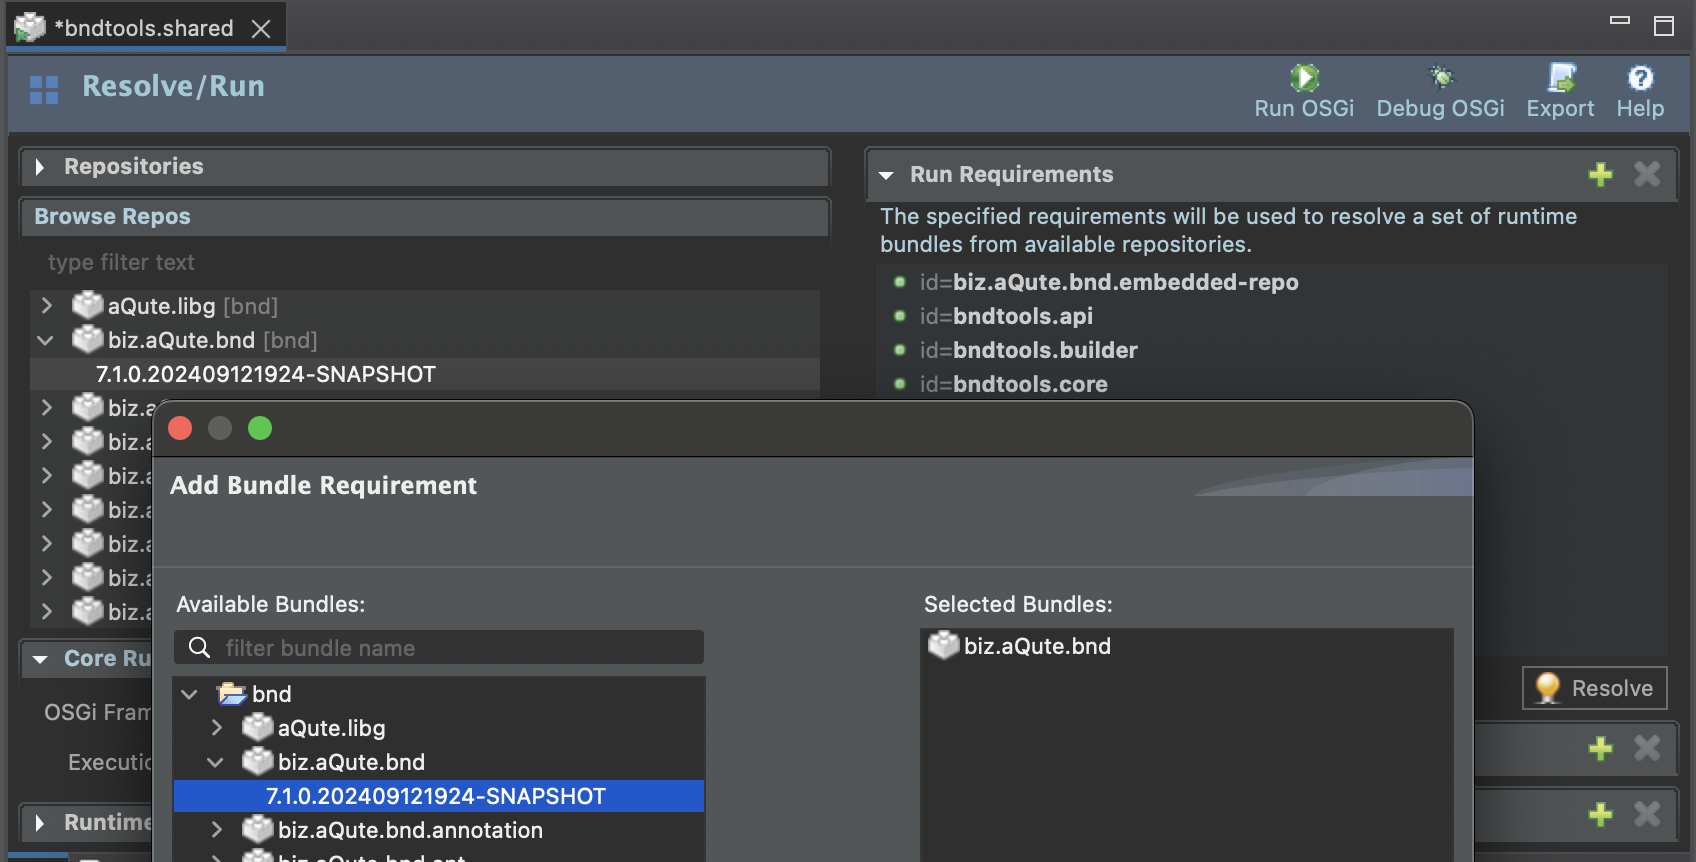 *bndtools.shared
Resolve/Run
Run OSGi
Debug OSGi
Export
Help
Repositories
Browse Repos
type filter text
aQute.libg [bnd]
biz.aQute.bnd [bnd]
7.1.0.202409121924-SNAPSHOT
biz.a
biz.a
biz.a
biz.a
biz.a
biz.a
biz.a
Core Ru
OSGi Fram
Executio
Runtime
Run Requirements
The specified requirements will be used to resolve a set of runtime
bundles from available repositories.
id=biz.aQute.bnd.embedded-repo
id=bndtools.api
id=bndtools.builder
id=bndtools.core
Resolve
Add Bundle Requirement
Available Bundles:
filter bundle name
bnd
aQute.libg
biz.aQute.bnd
7.1.0.202409121924-SNAPSHOT
biz.aQute.bnd.annotation
Selected Bundles:
biz.aQute.bnd